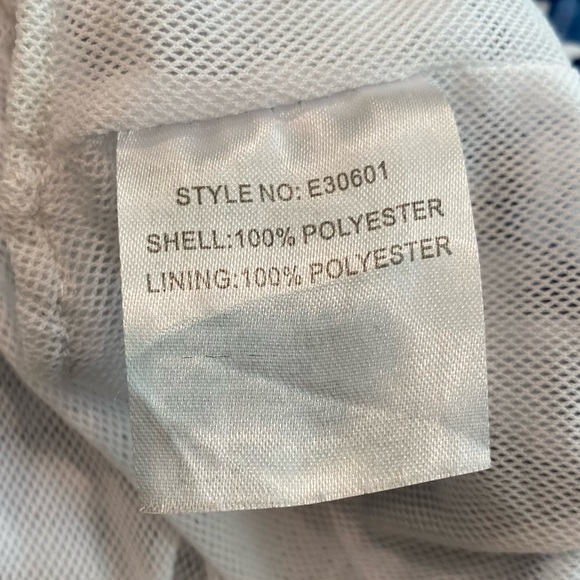 STYLE NO: E30601
SHELL:100% POLYESTER
LINING:100% POLYESTER